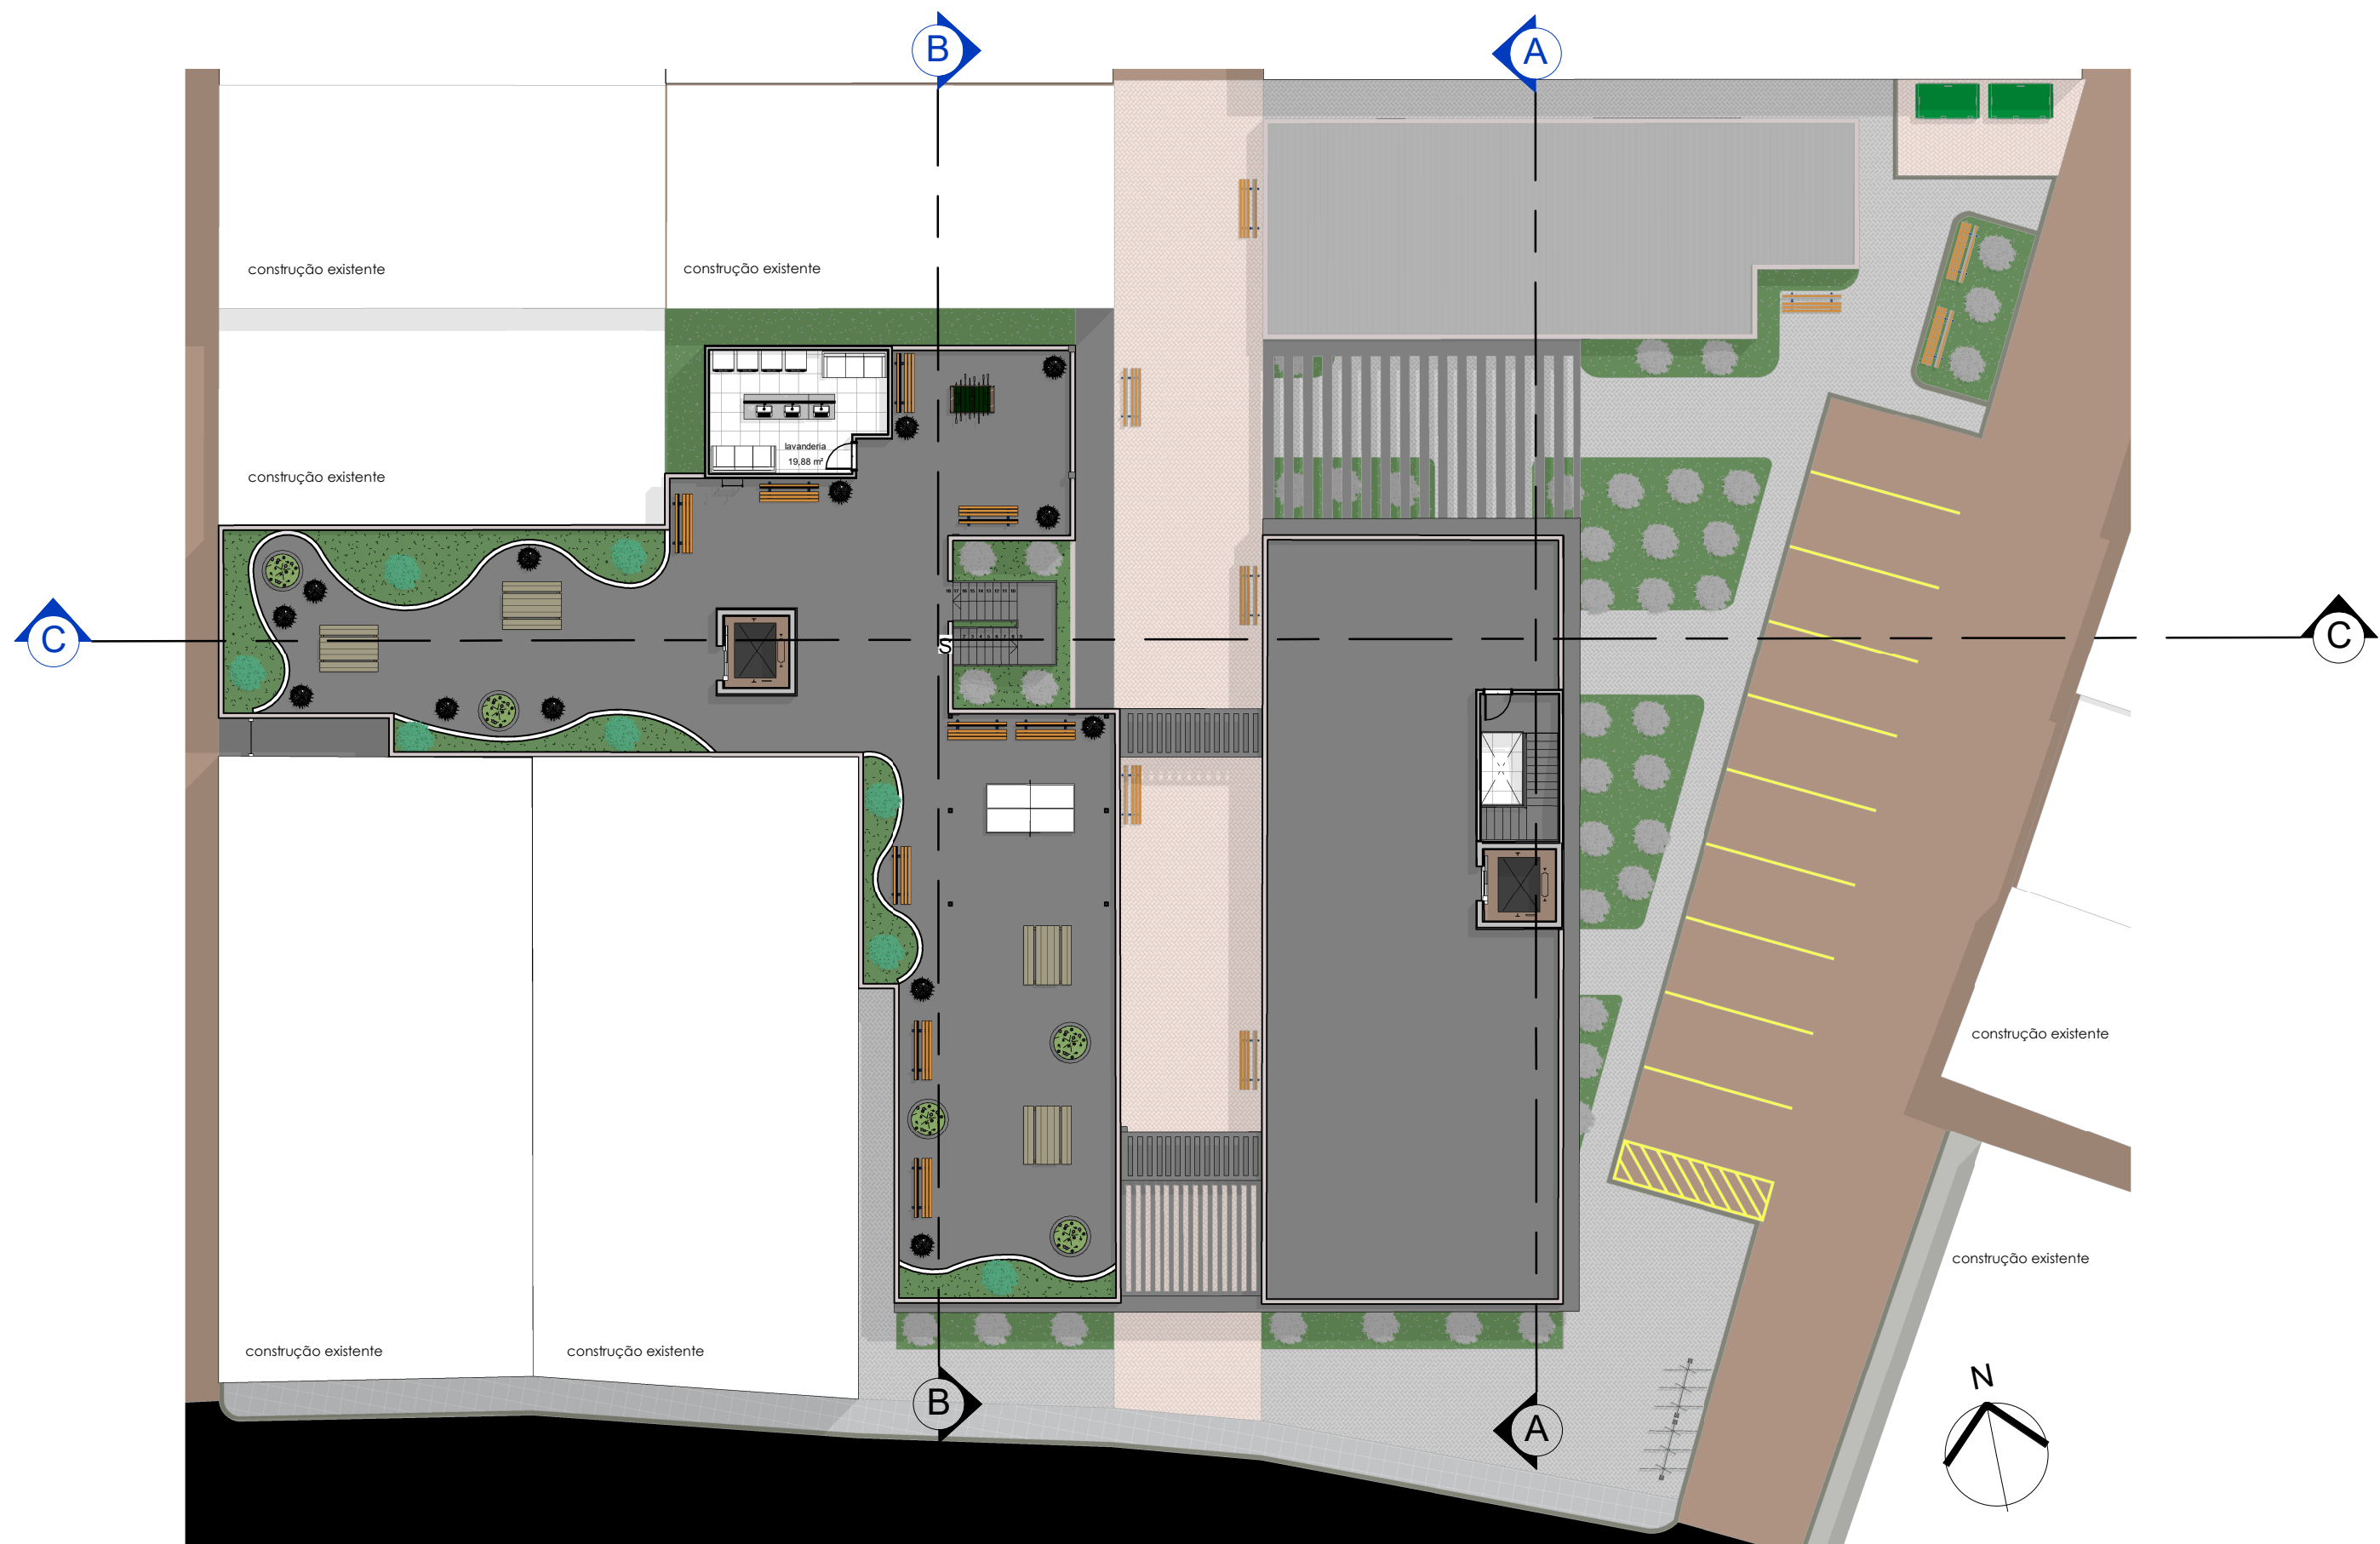 B
A
construção existente
construção existente
lavanderia
19,88 m²
construção existente
C
S
C
construção existente
construção existente
construção existente
construção existente
N
B
A